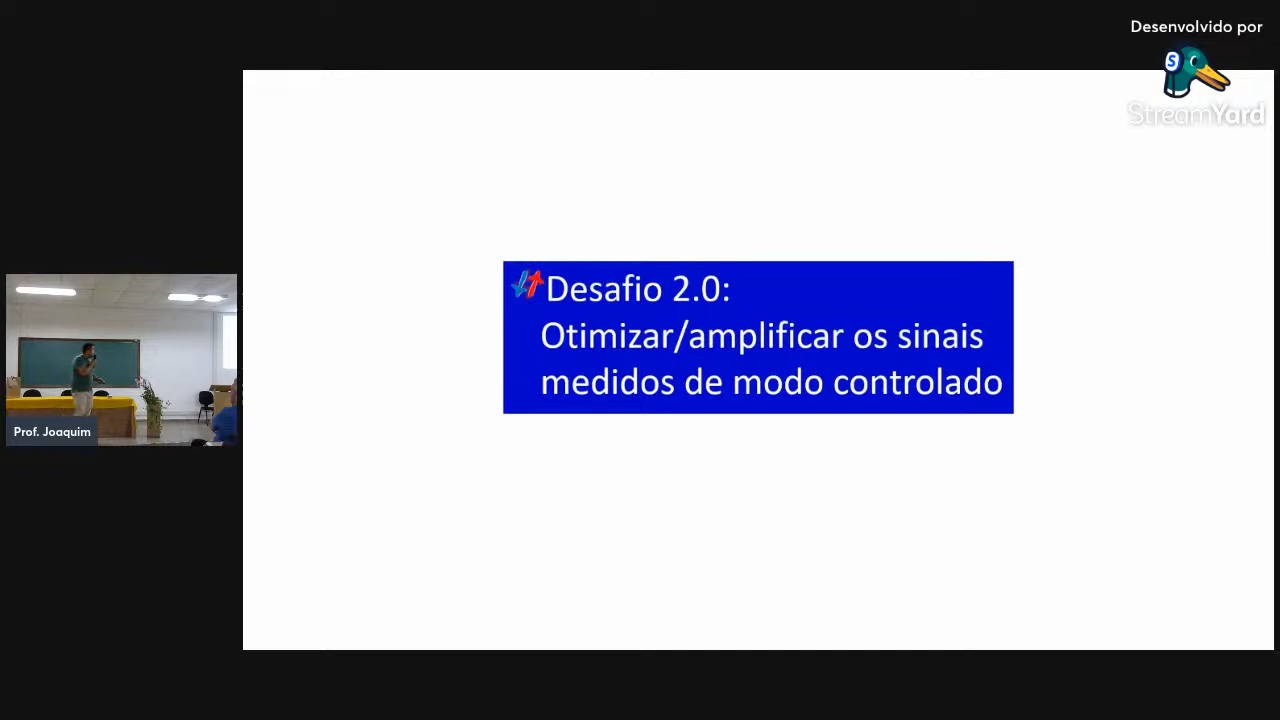 Desenvolvido por
S
StreamYard
Desafio 2.0:
Otimizar/amplificar os sinais
medidos de modo controlado
Prof. Joaquim